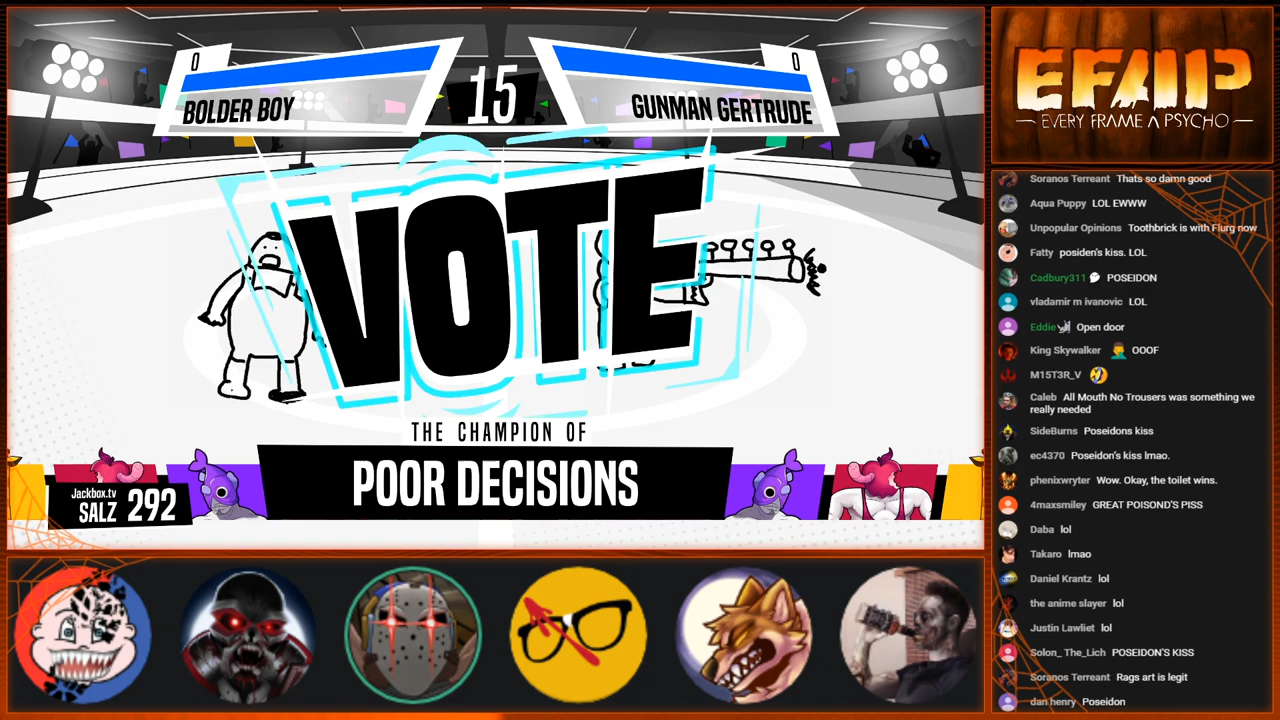 0
BOLDER BOY
15
0
GUNMAN GERTRUDE
VOTE
THE CHAMPION OF
POOR DECISIONS
Jackbox.tv
SALZ 292
EFAP
EVERY FRAME A PSYCHO
Soranos Terreant Thats so damn good
Aqua Puppy LOL EWWW
Unpopular Opinions Toothbrick is with Flurg now
Fatty posiden's kiss. LOL
Cadbury311 POSEIDON
vladamir m ivanovic LOL
Eddie Open door
King Skywalker OOOF
M15T3R_V
Caleb All Mouth No Trousers was something we
really needed
SideBurns Poseidons kiss
ec4370 Poseidon's kiss lmao.
phenixwryter Wow. Okay, the toilet wins.
4maxsmiley GREAT POISOND'S PISS
Daba lol
Takaro lmao
Daniel Krantz lol
the anime slayer lol
Justin Lawliet lol
Solon_ The_Lich POSEIDON'S KISS
Soranos Terreant Rags art is legit
dan henry Poseidon